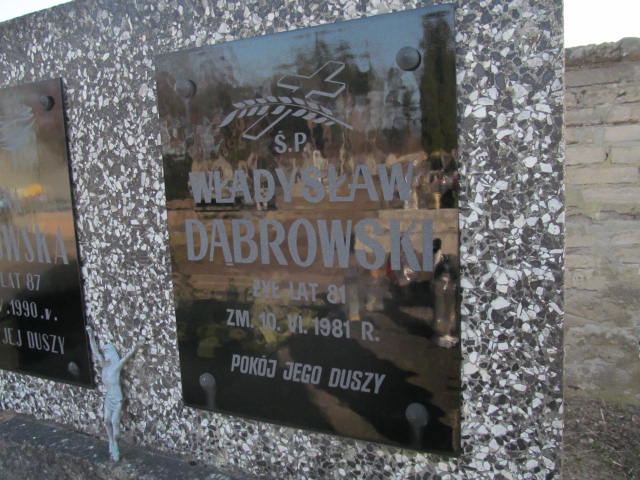 OWSKA
LAT 87
1990.
JEJ DUSZY
Ś.P.
WŁADYSŁAW
DĄBROWSKI
ŻYŁ LAT 81
ZM. 10. VI. 1981 R.
POKÓJ JEGO DUSZY